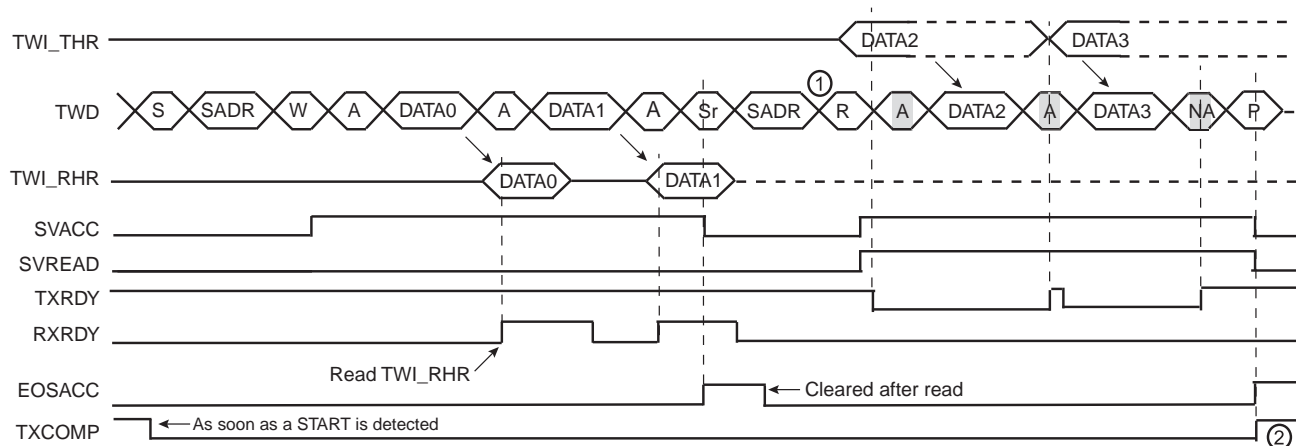 TWI_THR DATA2 DATA3
①
TWD S SADR W A DATA0 A DATA1 A Sr SADR R A DATA2 A DATA3 NA P
TWI_RHR DATA0 DATA1
SVACC
SVREAD
TXRDY
RXRDY
Read TWI_RHR
EOSACC Cleared after read
TXCOMP As soon as a START is detected ②